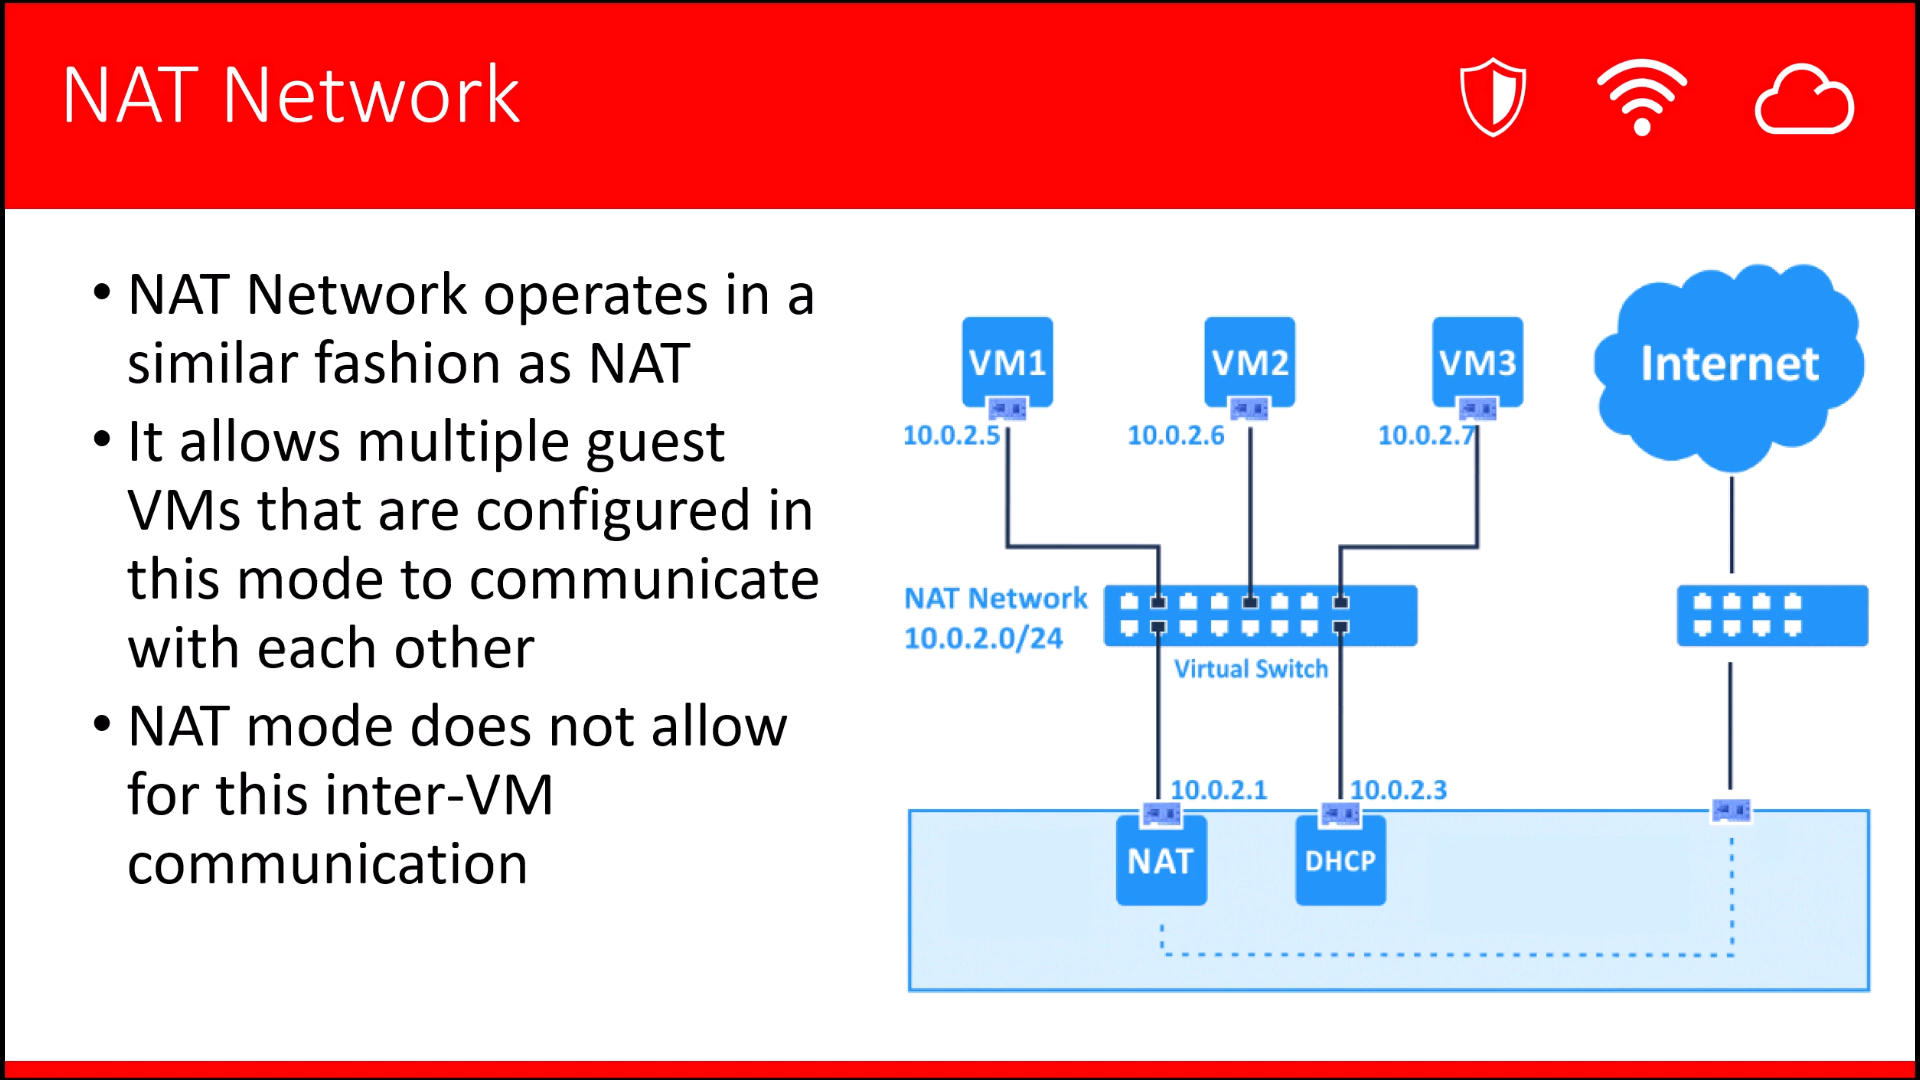 NAT Network
• NAT Network operates in a
similar fashion as NAT
• It allows multiple guest
VMs that are configured in
this mode to communicate
with each other
• NAT mode does not allow
for this inter-VM
communication
VM1
VM2
VM3
Internet
10.0.2.5
10.0.2.6
10.0.2.7
NAT Network
10.0.2.0/24
Virtual Switch
10.0.2.1
10.0.2.3
NAT
DHCP